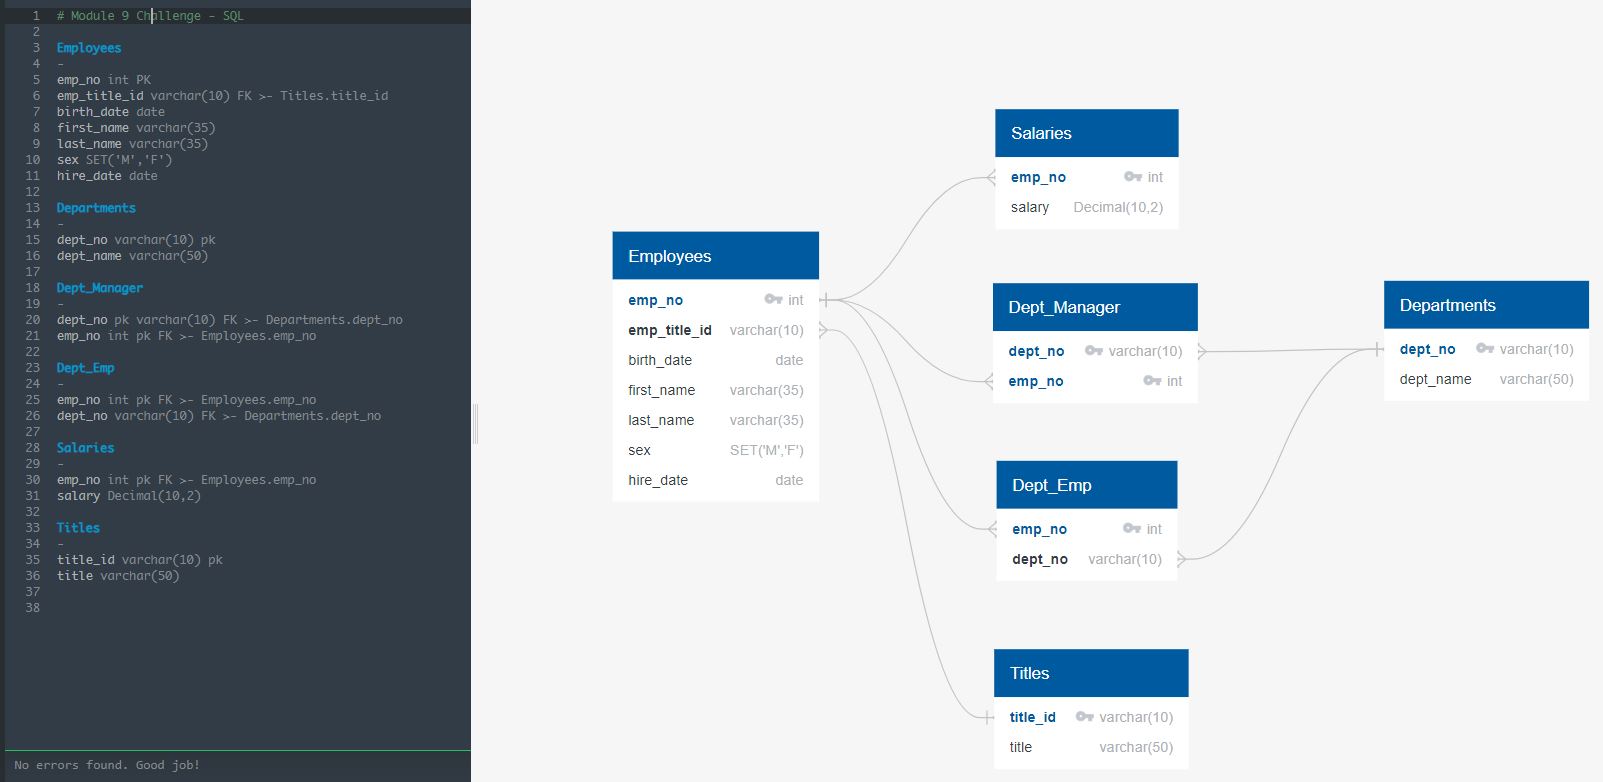 1 # Module 9 Challenge - SQL
2
3 Employees
4 -
5 emp_no int PK
6 emp_title_id varchar(10) FK >- Titles.title_id
7 birth_date date
8 first_name varchar(35)
9 last_name varchar(35)
10 sex SET('M','F')
11 hire_date date
12
13 Departments
14 -
15 dept_no varchar(10) pk
16 dept_name varchar(50)
17
18 Dept_Manager
19 -
20 dept_no pk varchar(10) FK >- Departments.dept_no
21 emp_no int pk FK >- Employees.emp_no
22
23 Dept_Emp
24 -
25 emp_no int pk FK >- Employees.emp_no
26 dept_no varchar(10) FK >- Departments.dept_no
27
28 Salaries
29 -
30 emp_no int pk FK >- Employees.emp_no
31 salary Decimal(10,2)
32
33 Titles
34 -
35 title_id varchar(10) pk
36 title varchar(50)
37
38
No errors found. Good job!
Employees
emp_no int
emp_title_id varchar(10)
birth_date date
first_name varchar(35)
last_name varchar(35)
sex SET('M','F')
hire_date date
Salaries
emp_no int
salary Decimal(10,2)
Dept_Manager
dept_no varchar(10)
emp_no int
Dept_Emp
emp_no int
dept_no varchar(10)
Titles
title_id varchar(10)
title varchar(50)
Departments
dept_no varchar(10)
dept_name varchar(50)